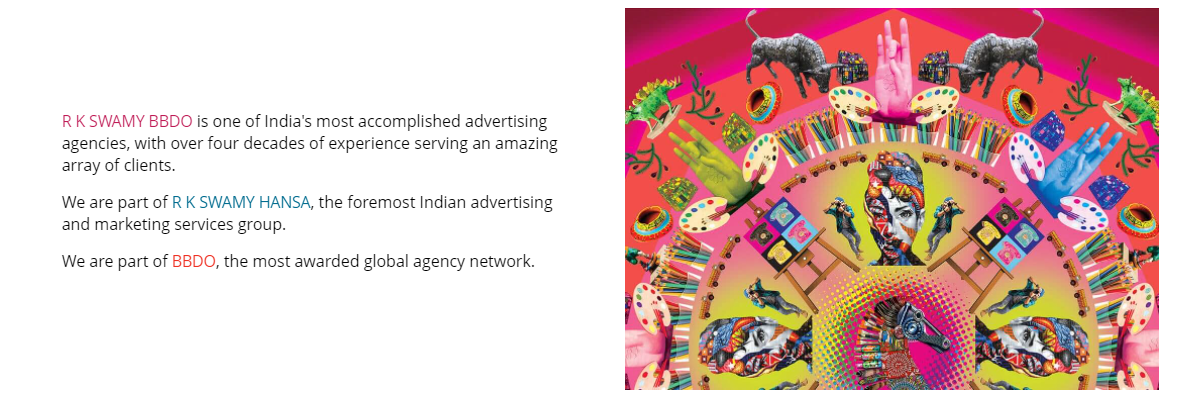 R K SWAMY BBDO is one of India's most accomplished advertising
agencies, with over four decades of experience serving an amazing
array of clients.
We are part of R K SWAMY HANSA, the foremost Indian advertising
and marketing services group.
We are part of BBDO, the most awarded global agency network.